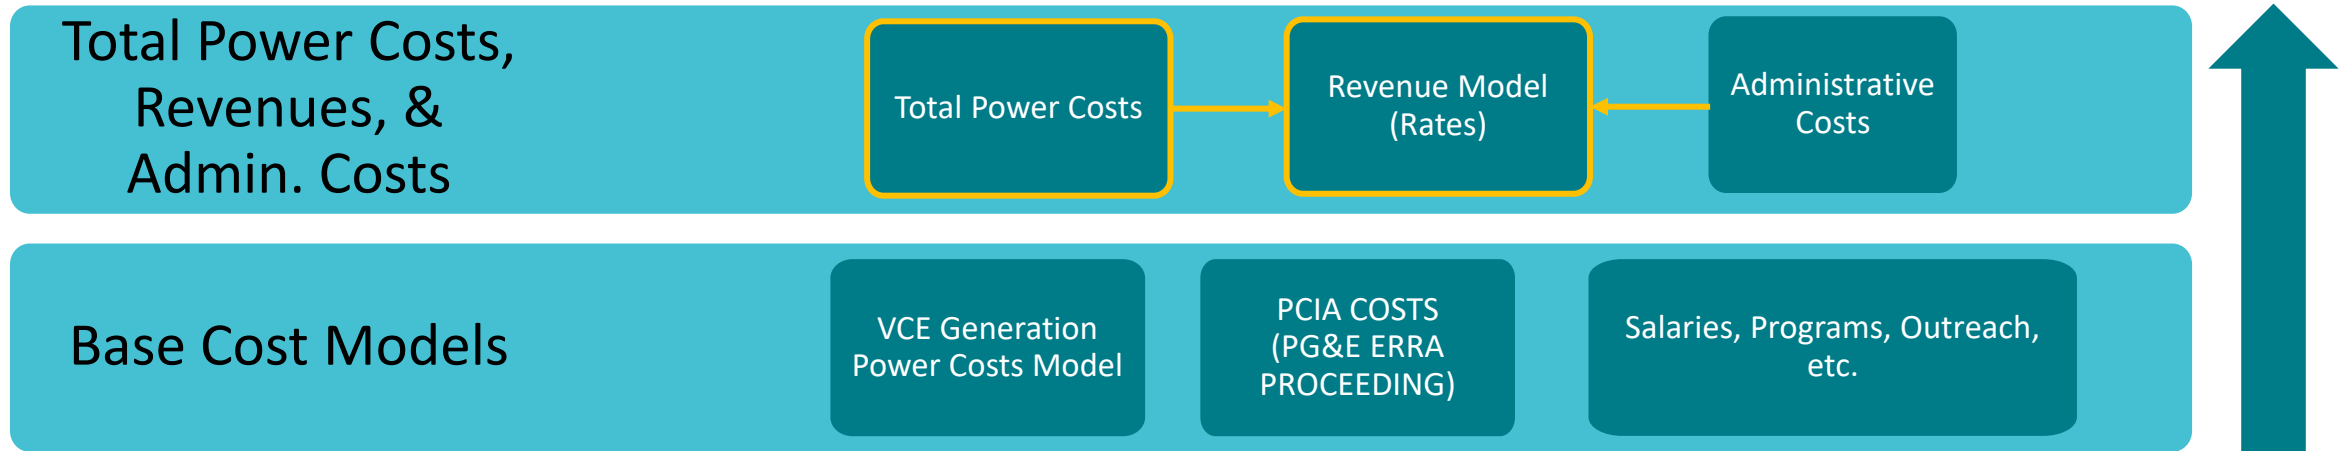 Total Power Costs,
Revenues, &
Admin. Costs
Total Power Costs
Revenue Model
(Rates)
Administrative
Costs
Base Cost Models
VCE Generation
Power Costs Model
PCIA COSTS
(PG&E ERRA
PROCEEDING)
Salaries, Programs, Outreach,
etc.